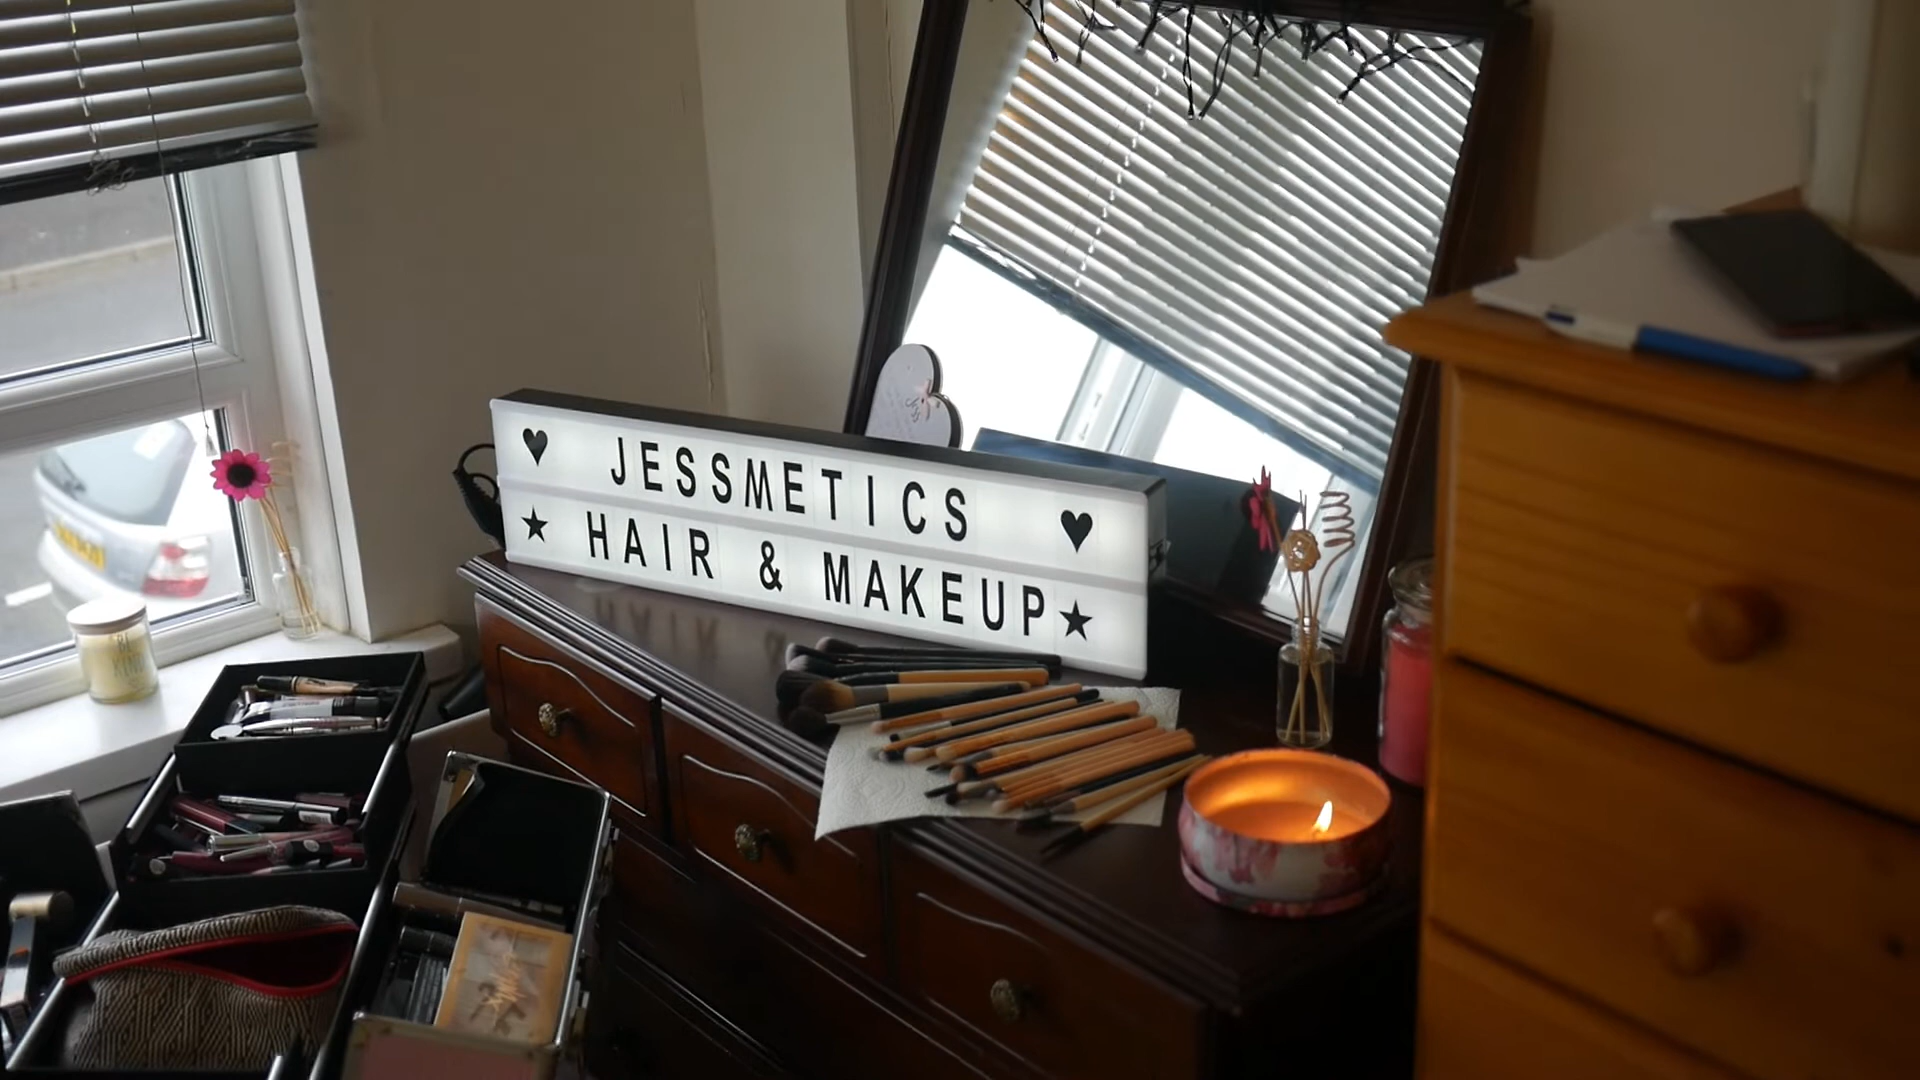 ♥ JESSMETICS ♥
★ HAIR & MAKEUP ★